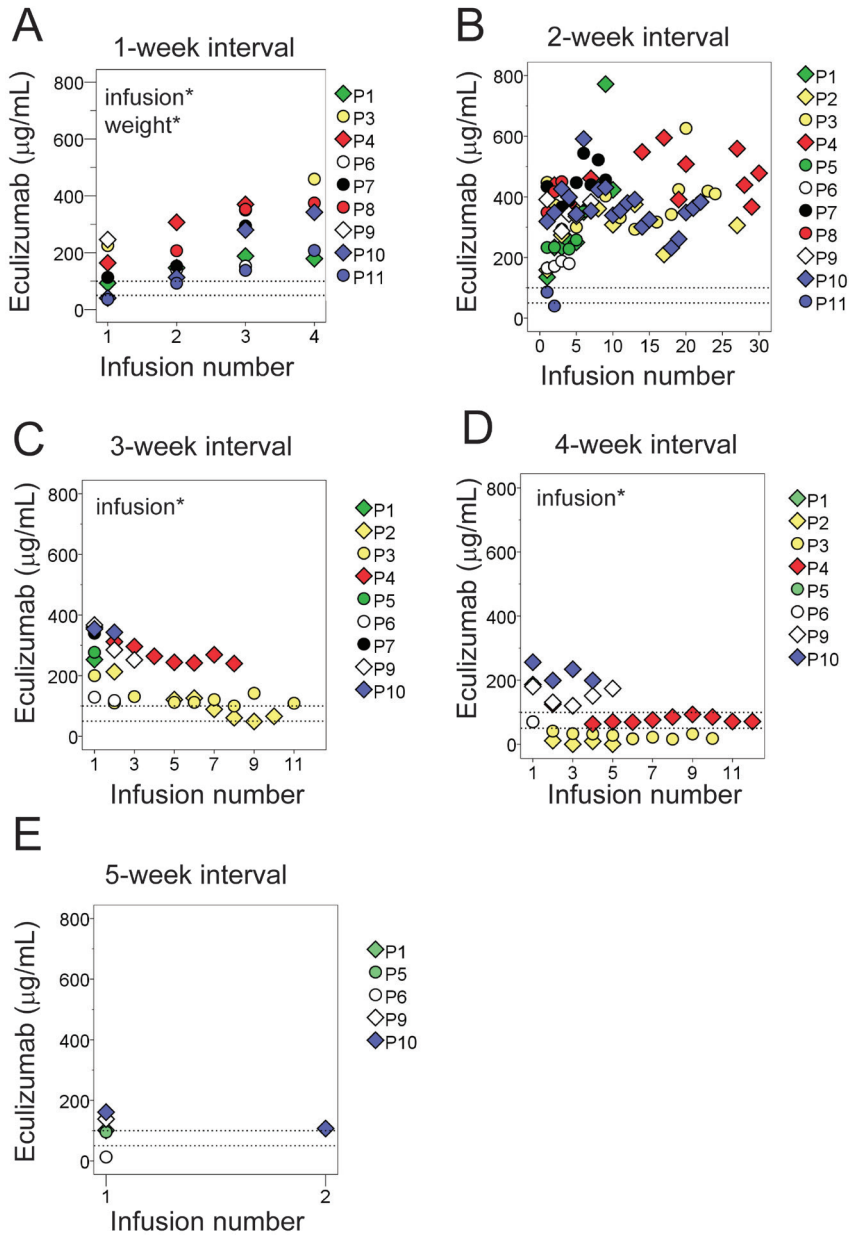 A
1-week interval
Eculizumab (μg/mL)
800
600
400
200
0
infusion*
weight*
1
2
3
4
Infusion number
P1
P3
P4
P6
P7
P8
P9
P10
P11
B
2-week interval
Eculizumab (μg/mL)
800
600
400
200
0
0
5
10
15
20
25
30
Infusion number
P1
P2
P3
P4
P5
P6
P7
P8
P9
P10
P11
C
3-week interval
Eculizumab (μg/mL)
800
600
400
200
0
infusion*
1
3
5
7
9
11
Infusion number
P1
P2
P3
P4
P5
P6
P7
P9
P10
D
4-week interval
Eculizumab (μg/mL)
800
600
400
200
0
infusion*
1
3
5
7
9
11
Infusion number
P1
P2
P3
P4
P5
P6
P9
P10
E
5-week interval
Eculizumab (μg/mL)
800
600
400
200
0
1
2
Infusion number
P1
P5
P6
P9
P10